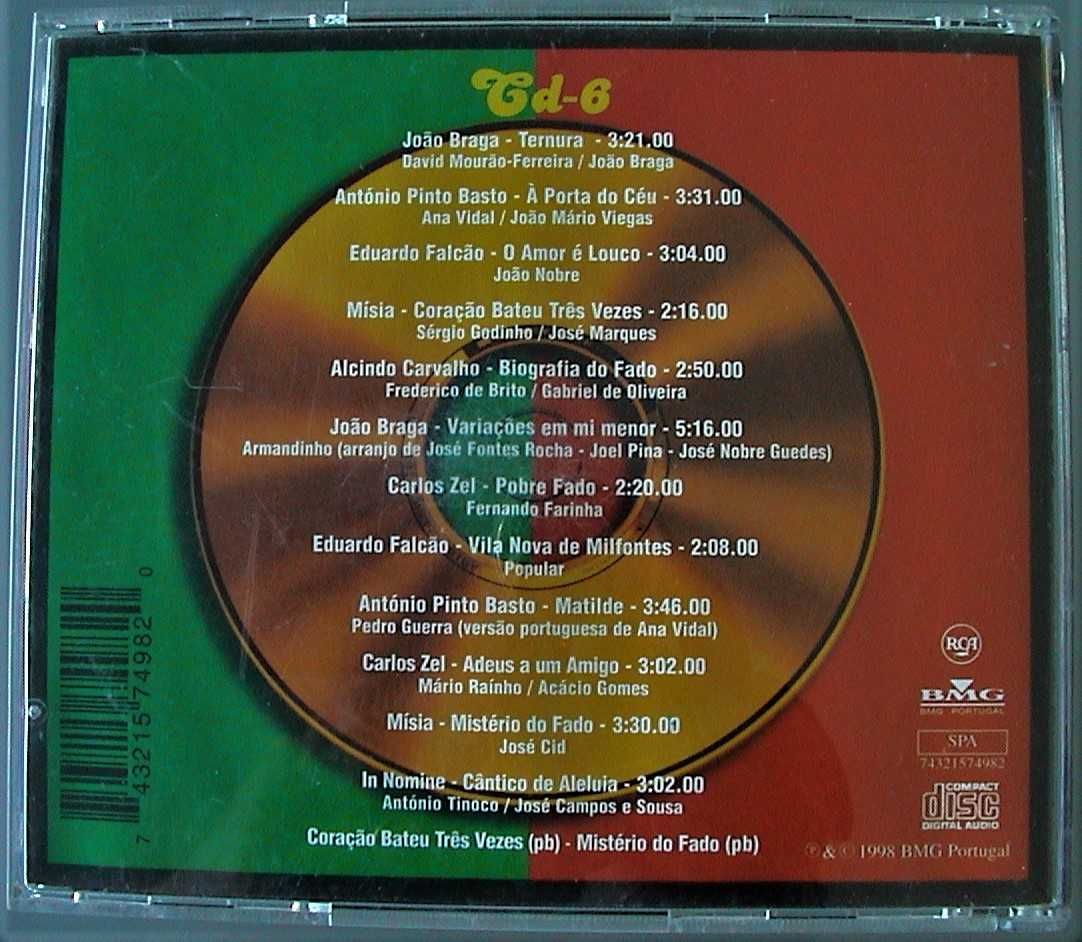 Cd-6
João Braga - Ternura - 3:21.00
David Mourão-Ferreira / João Braga
António Pinto Basto - À Porta do Céu - 3:31.00
Ana Vidal / João Mário Viegas
Eduardo Falcão - O Amor é Louco - 3:04.00
João Nobre
Mísia - Coração Bateu Três Vezes - 2:16.00
Sérgio Godinho / José Marques
Alcindo Carvalho - Biografia do Fado - 2:50.00
Frederico de Brito / Gabriel de Oliveira
João Braga - Variações em mi menor - 5:16.00
Armandinho (arranjo de José Fontes Rocha - Joel Pina - José Nobre Guedes)
Carlos Zel - Pobre Fado - 2:20.00
Fernando Farinha
Eduardo Falcão - Vila Nova de Milfontes - 2:08.00
Popular
António Pinto Basto - Matilde - 3:46.00
Pedro Guerra (versão portuguesa de Ana Vidal)
Carlos Zel - Adeus a um Amigo - 3:02.00
Mário Raínho / Acácio Gomes
Mísia - Mistério do Fado - 3:30.00
José Cid
In Nomine - Cântico de Aleluia - 3:02.00
António Tinoco / José Campos e Sousa
Coração Bateu Três Vezes (pb) - Mistério do Fado (pb)
7 43215 74982 0
RCA
BMG
BMG PORTUGAL
SPA
74321574982
COMPACT
disc
DIGITAL AUDIO
℗ & © 1998 BMG Portugal